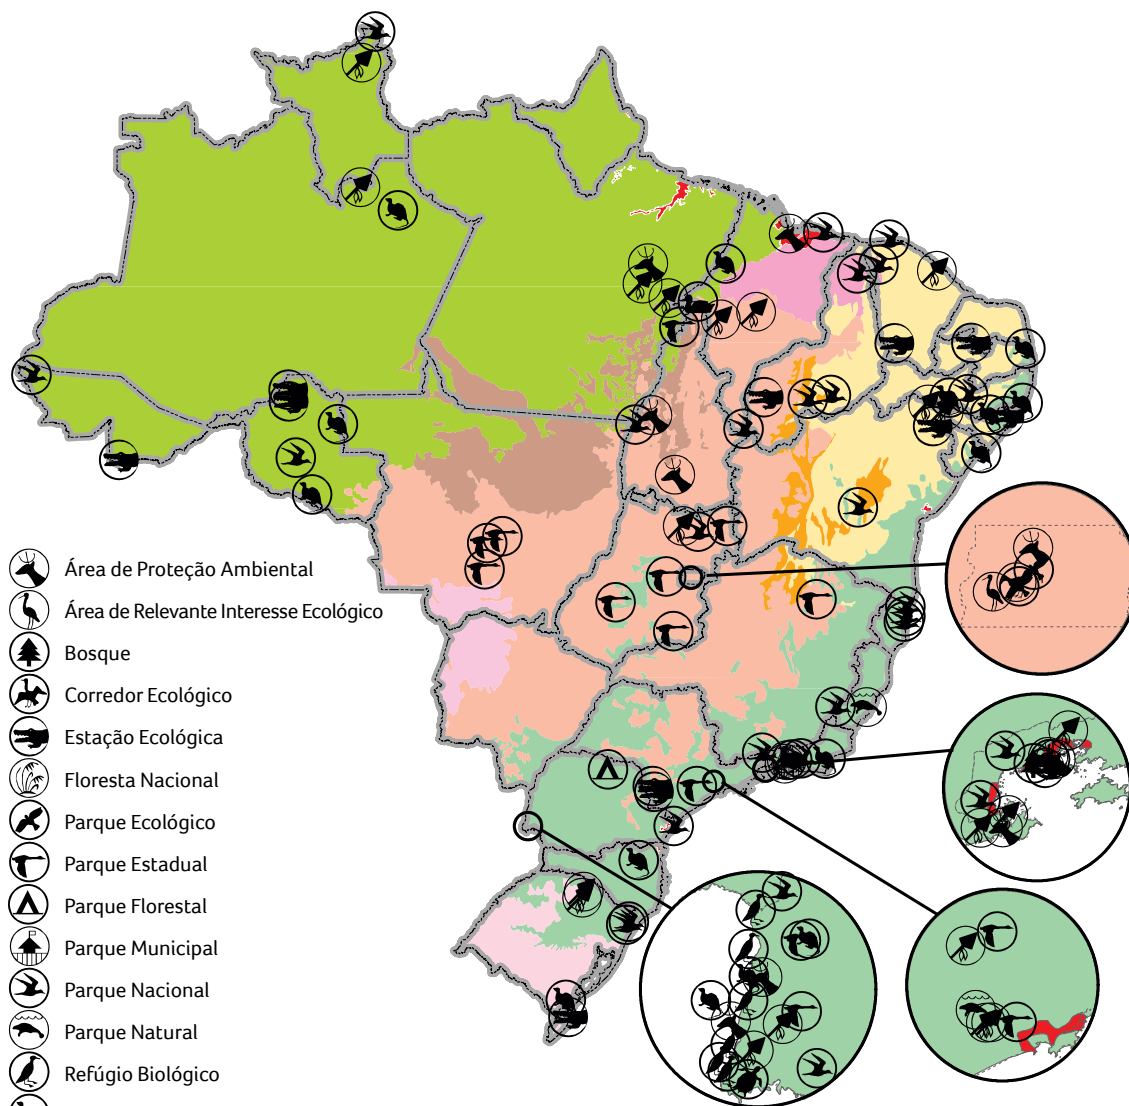 Área de Proteção Ambiental
Área de Relevante Interesse Ecológico
Bosque
Corredor Ecológico
Estação Ecológica
Floresta Nacional
Parque Ecológico
Parque Estadual
Parque Florestal
Parque Municipal
Parque Nacional
Parque Natural
Refúgio Biológico